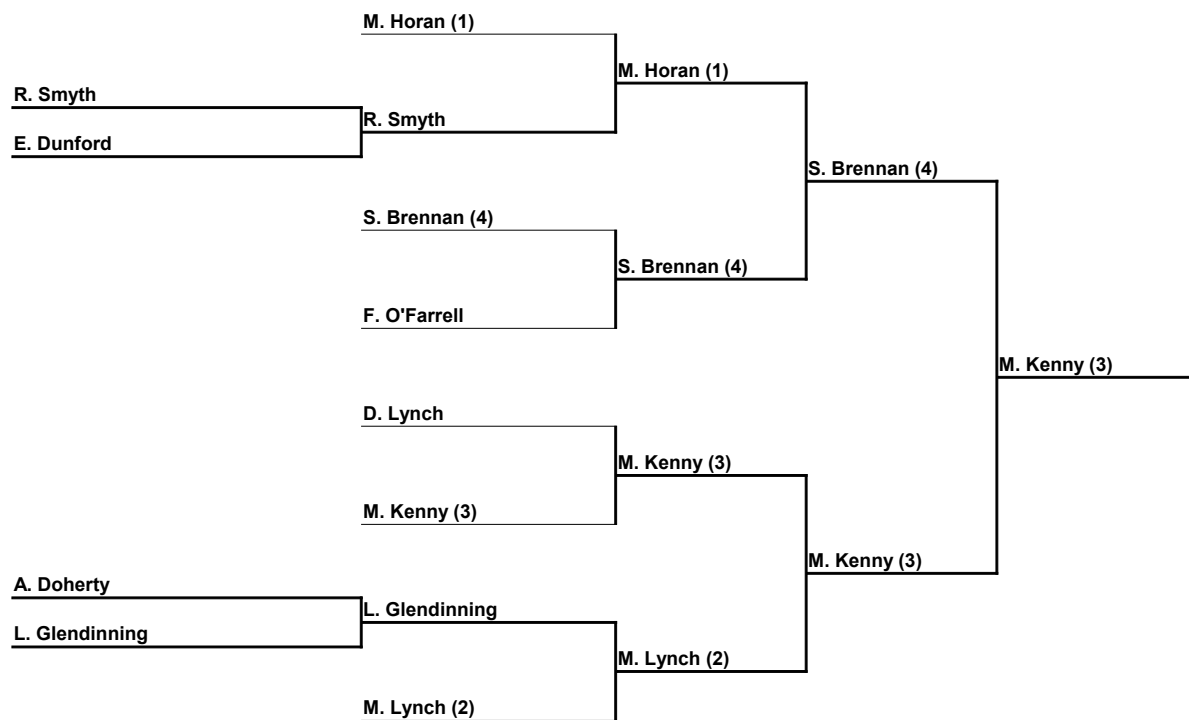 M. Horan (1)
M. Horan (1)
R. Smyth
R. Smyth
E. Dunford
S. Brennan (4)
S. Brennan (4)
S. Brennan (4)
F. O'Farrell
M. Kenny (3)
D. Lynch
M. Kenny (3)
M. Kenny (3)
M. Kenny (3)
A. Doherty
L. Glendinning
L. Glendinning
M. Lynch (2)
M. Lynch (2)